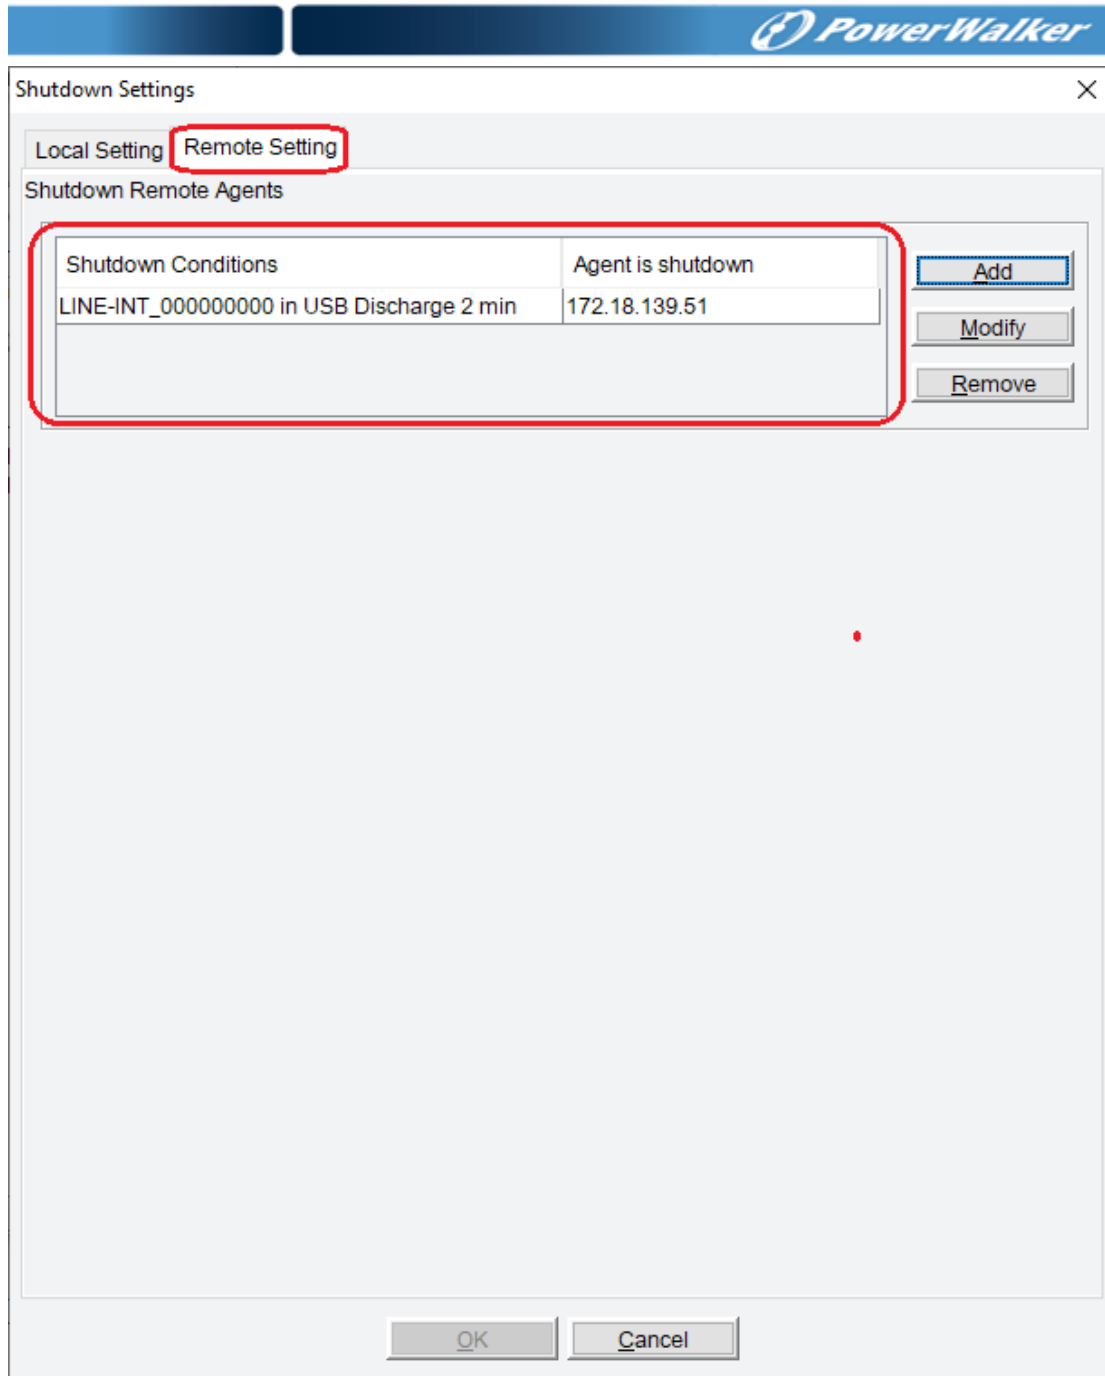 PowerWalker
Shutdown Settings
Local Setting Remote Setting
Shutdown Remote Agents
Shutdown Conditions Agent is shutdown
LINE-INT_000000000 in USB Discharge 2 min 172.18.139.51
Add
Modify
Remove
OK Cancel